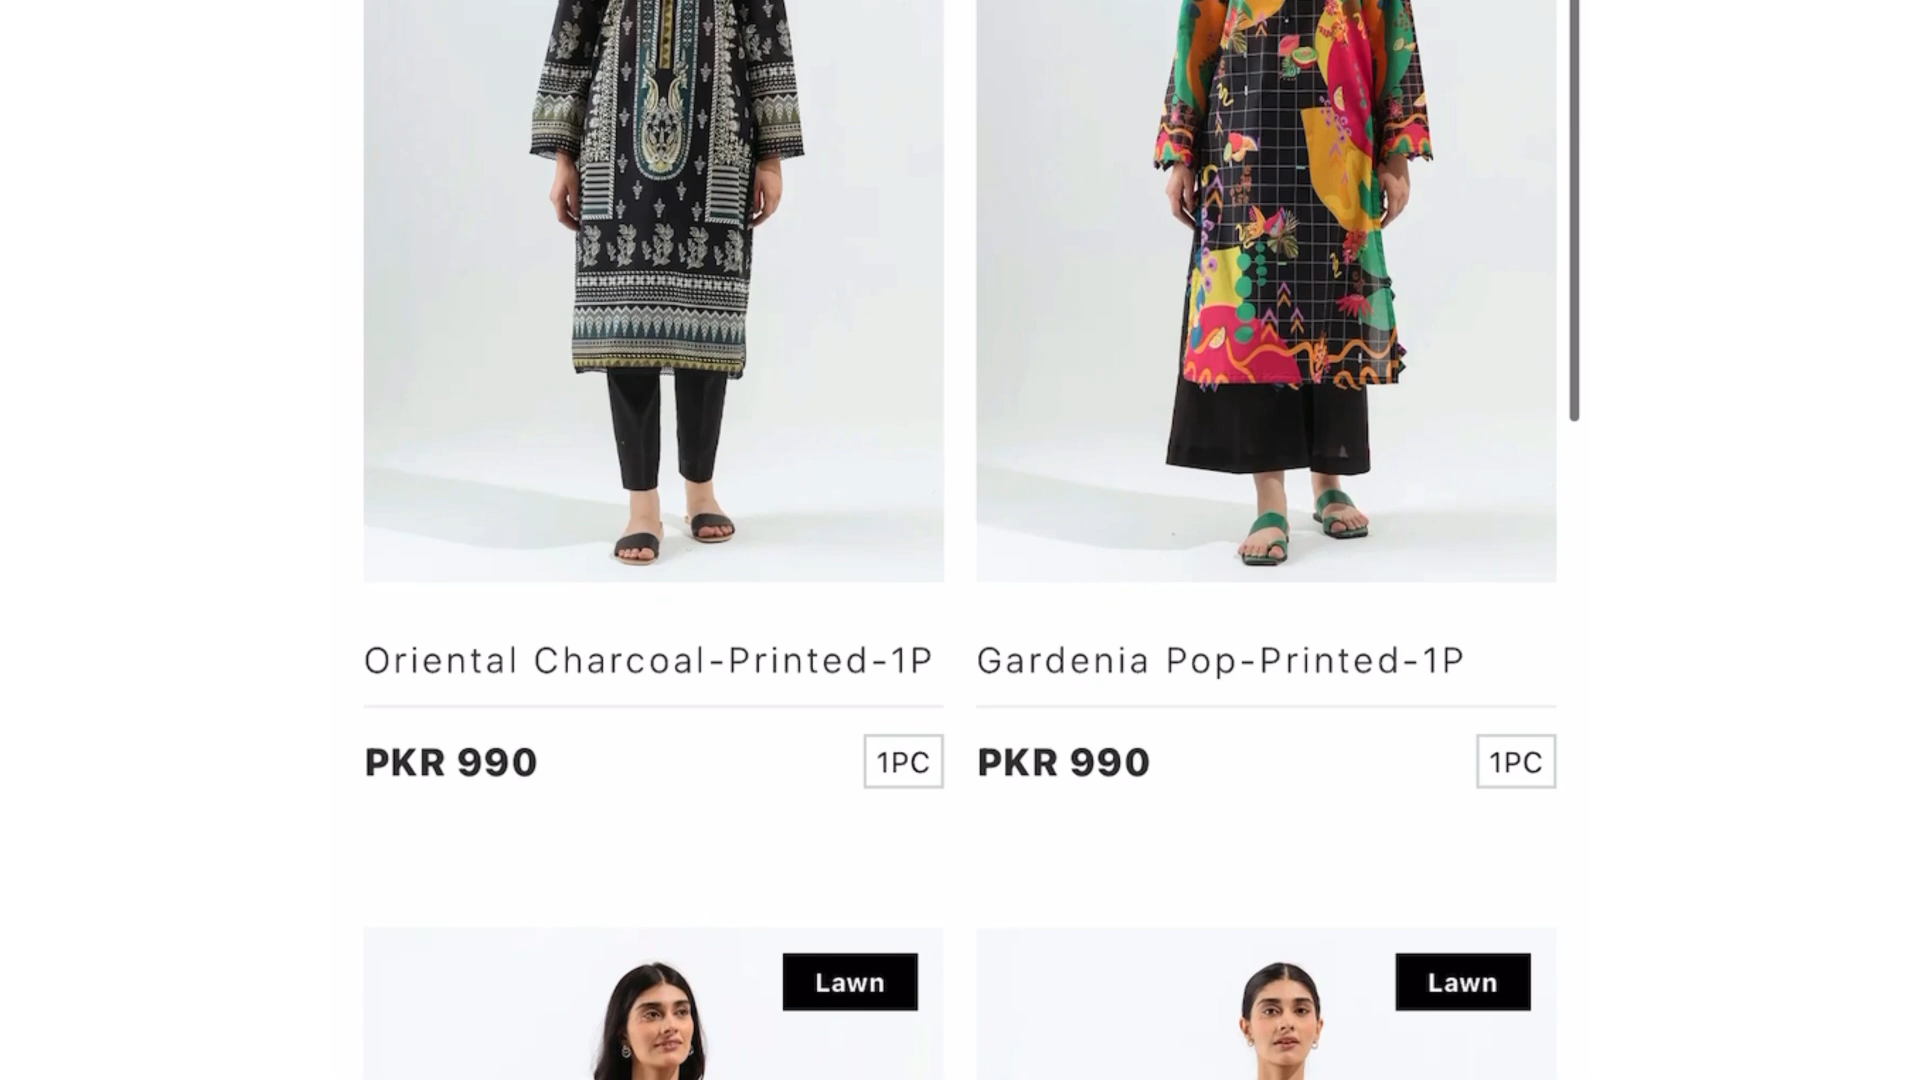 Oriental Charcoal-Printed-1P
Gardenia Pop-Printed-1P
PKR 990
1PC
PKR 990
1PC
Lawn
Lawn